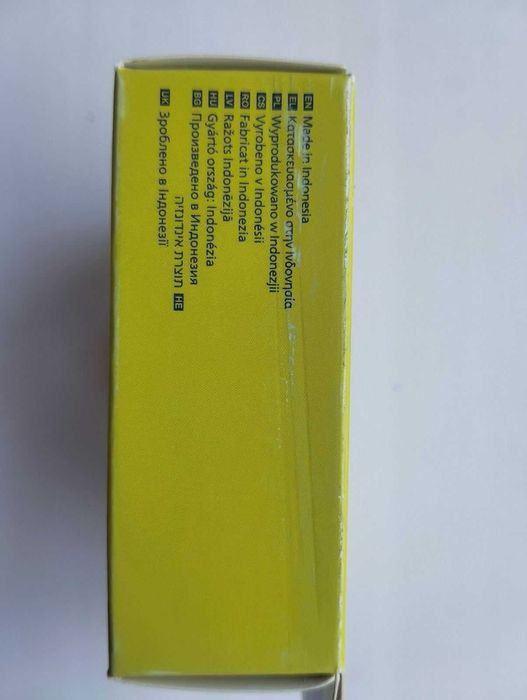 EN Made in Indonesia
EL Κατασκευασμένο στην Ινδονησία
PL Wyprodukowano w Indonezji
CS Vyrobeno v Indonésii
RO Fabricat în Indonezia
LV Ražots Indonēzijā
HU Gyártó ország: Indonézia
BG Произведено в Индонезия
HE תוצרת אינדונזיה
UK Зроблено в Індонезії